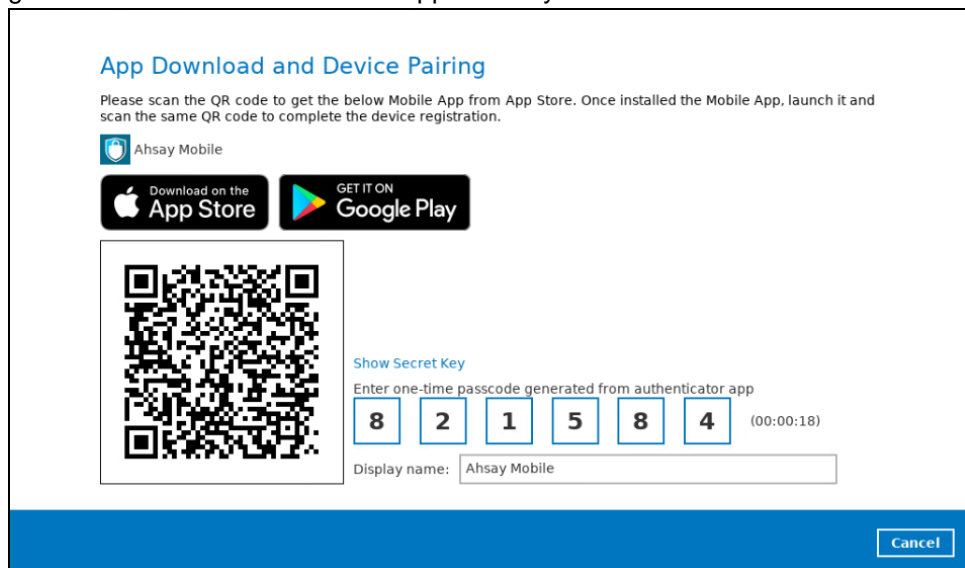 App Download and Device Pairing
Please scan the QR code to get the below Mobile App from App Store. Once installed the Mobile App, launch it and
scan the same QR code to complete the device registration.
Ahsay Mobile
Download on the
App Store
GET IT ON
Google Play
Show Secret Key
Enter one-time passcode generated from authenticator app
8 2 1 5 8 4 (00:00:18)
Display name: Ahsay Mobile
Cancel